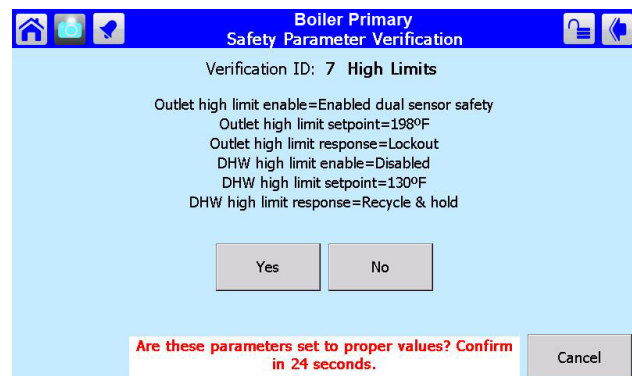 Boiler Primary
Safety Parameter Verification
Verification ID: 7 High Limits
Outlet high limit enable=Enabled dual sensor safety
Outlet high limit setpoint=198ºF
Outlet high limit response=Lockout
DHW high limit enable=Disabled
DHW high limit setpoint=130ºF
DHW high limit response=Recycle & hold
Yes
No
Are these parameters set to proper values? Confirm
in 24 seconds.
Cancel